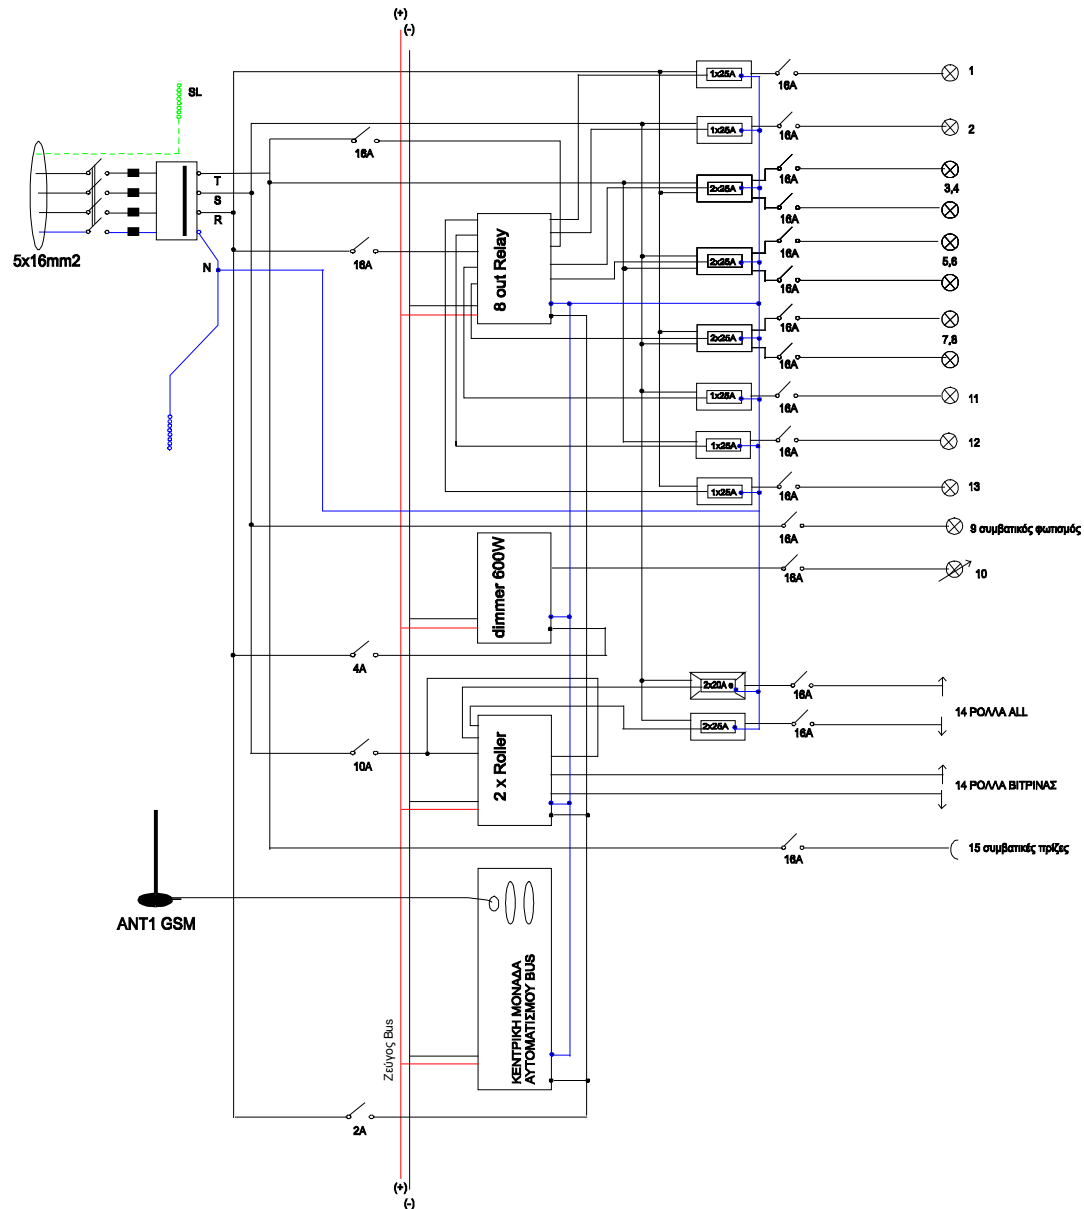 (+)
(-)
1x25A
16A
1
SL
1x25A
16A
2
16A
T
S
R
N
5x16mm2
2x25A
16A
16A
3,4
8 out Relay
16A
2x25A
16A
16A
5,6
2x25A
16A
16A
7,8
1x25A
16A
11
1x25A
16A
12
1x25A
16A
13
16A
9 συμβατικός φωτισμός
dimmer 600W
16A
10
4A
2x20A
16A
14 ΡΟΛΛΑ ALL
2x25A
16A
2 x Roller
10A
14 ΡΟΛΛΑ ΒΙΤΡΙΝΑΣ
16A
15 συμβατικές πρίζες
ANT1 GSM
ΚΕΝΤΡΙΚΗ ΜΟΝΑΔΑ
ΑΥΤΟΜΑΤΙΣΜΟΥ BUS
Ζεύγος Bus
2A
(+)
(-)